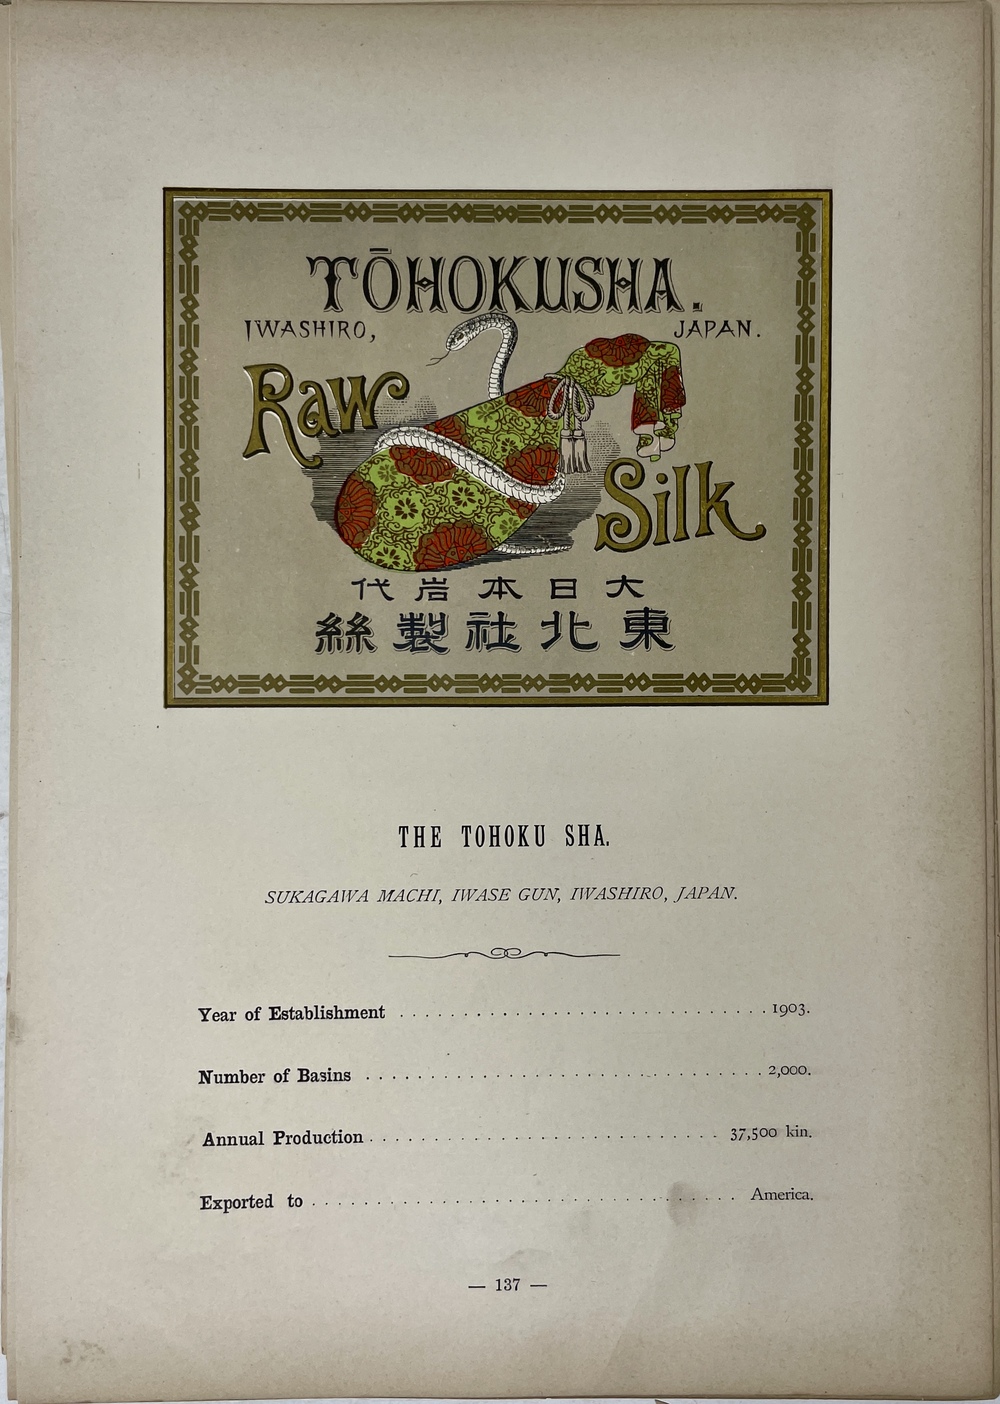 TŌHOKUSHA.
IWASHIRO, JAPAN.
Raw
Silk
大日本岩代
東北社製絲
THE TOHOKU SHA.
SUKAGAWA MACHI, IWASE GUN, IWASHIRO, JAPAN.
Year of Establishment . . . . . . . . . . . . . . . . . . . . . . . . . . . . . 1903.
Number of Basins . . . . . . . . . . . . . . . . . . . . . . . . . . . . . . . 2,000.
Annual Production . . . . . . . . . . . . . . . . . . . . . . . . . . . 37,500 kin.
Exported to . . . . . . . . . . . . . . . . . . . . . . . . . . . . . . . . . America.
— 137 —